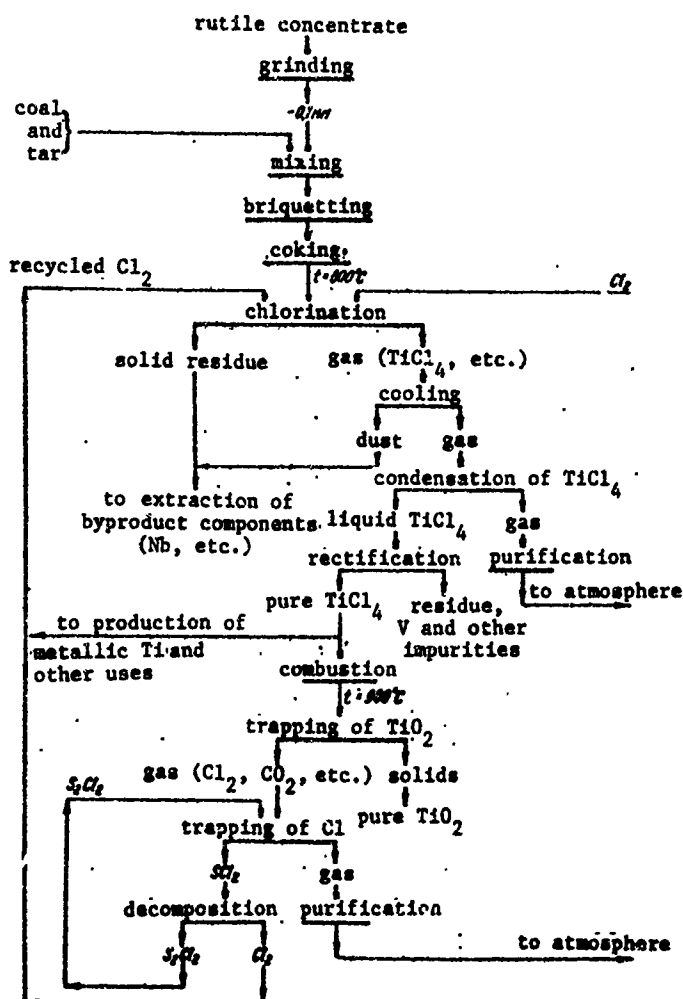 rutile concentrate
grinding
-0,1мм
coal
and
tar
mixing
briquetting
coking
recycled Cl2
t=800℃
Cl2
chlorination
solid residue
gas (TiCl4, etc.)
cooling
dust
gas
condensation of TiCl4
to extraction of
byproduct components
(Nb, etc.)
liquid TiCl4
gas
rectification
purification
pure TiCl4
residue,
V and other
impurities
to atmosphere
to production of
metallic Ti and
other uses
combustion
trapping of TiO2
gas (Cl2, CO2, etc.)
solids
S2Cl2
pure TiO2
trapping of Cl
SCl2
gas
decomposition
purification
S2Cl2
Cl2
to atmosphere